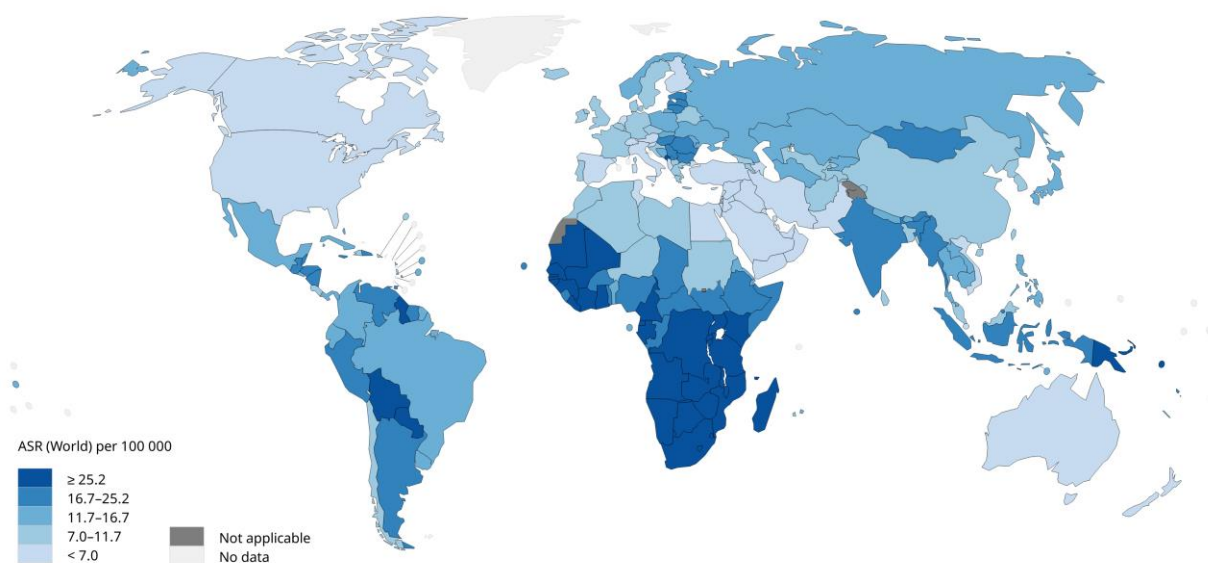 ASR (World) per 100 000
≥ 25.2
16.7–25.2
11.7–16.7
7.0–11.7
< 7.0
Not applicable
No data